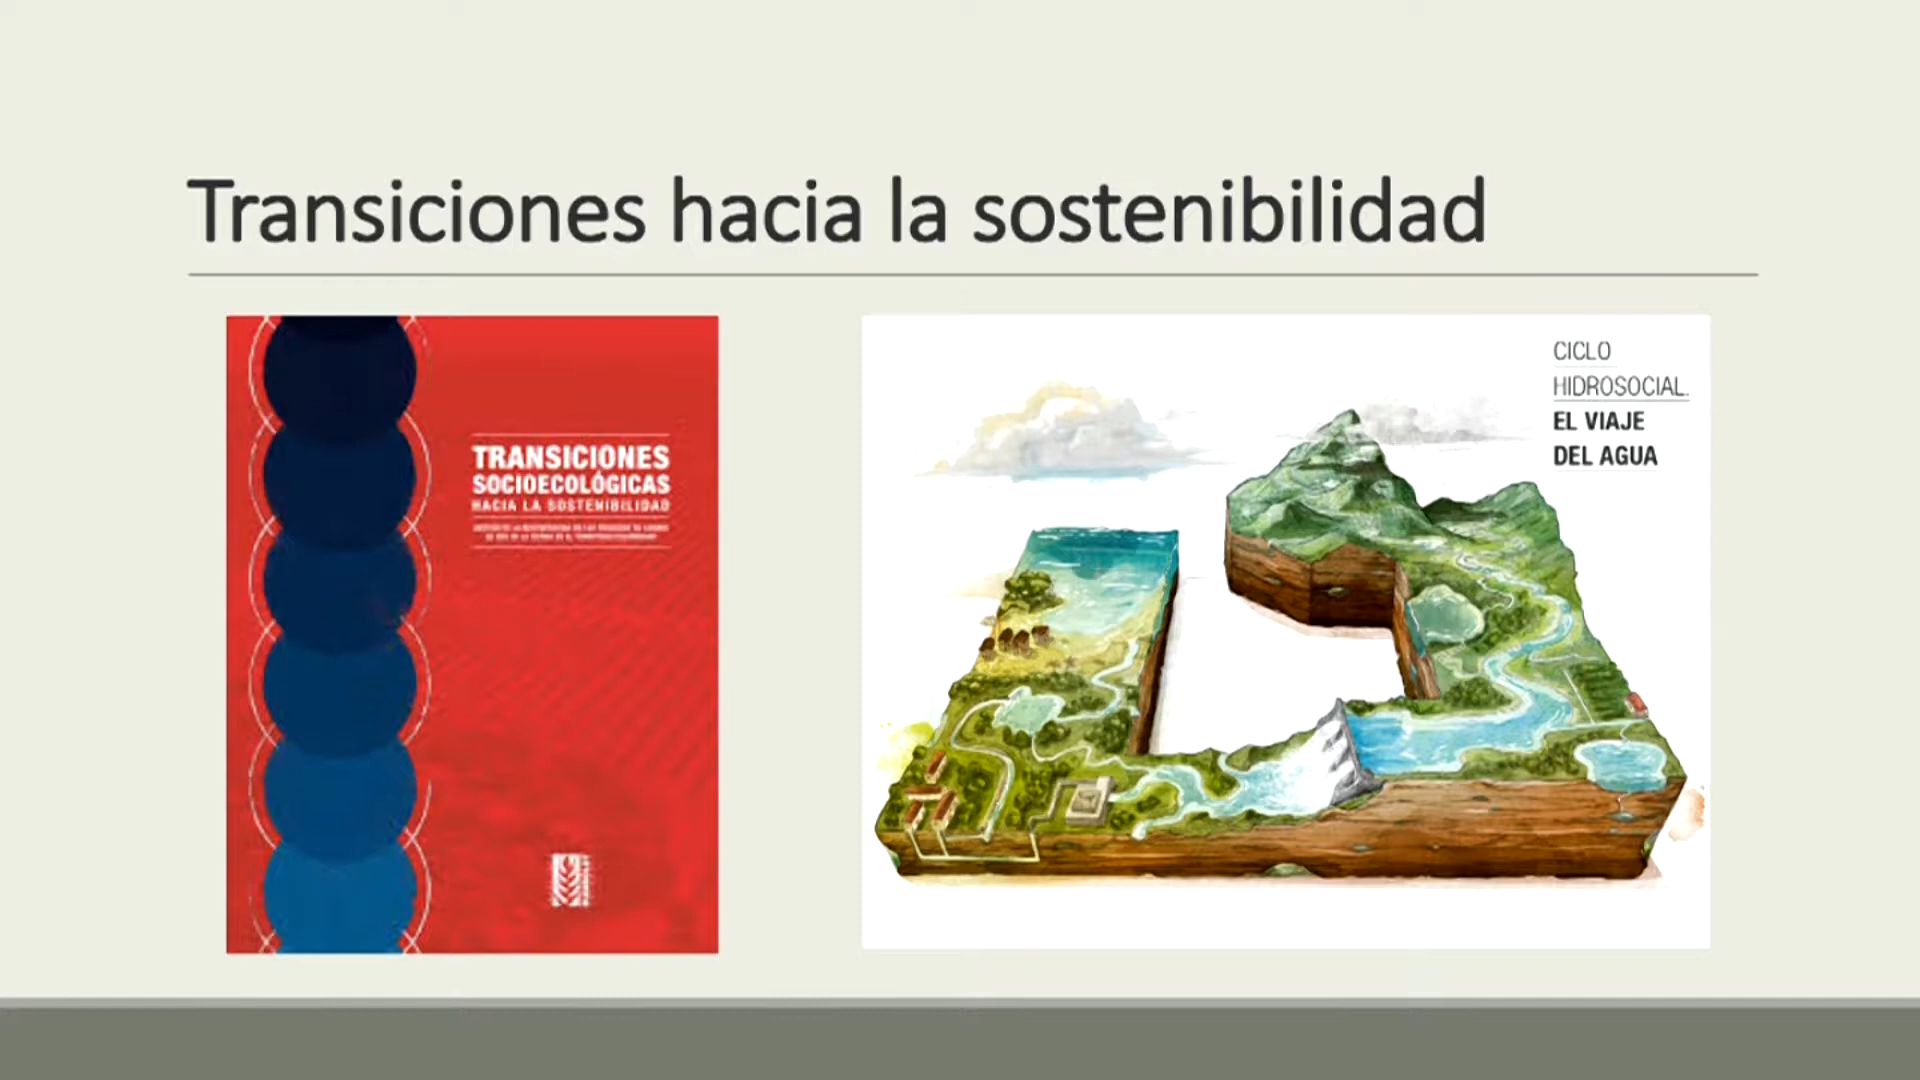 Transiciones hacia la sostenibilidad
TRANSICIONES
SOCIOECOLÓGICAS
HACIA LA SOSTENIBILIDAD
CICLO
HIDROSOCIAL.
EL VIAJE
DEL AGUA